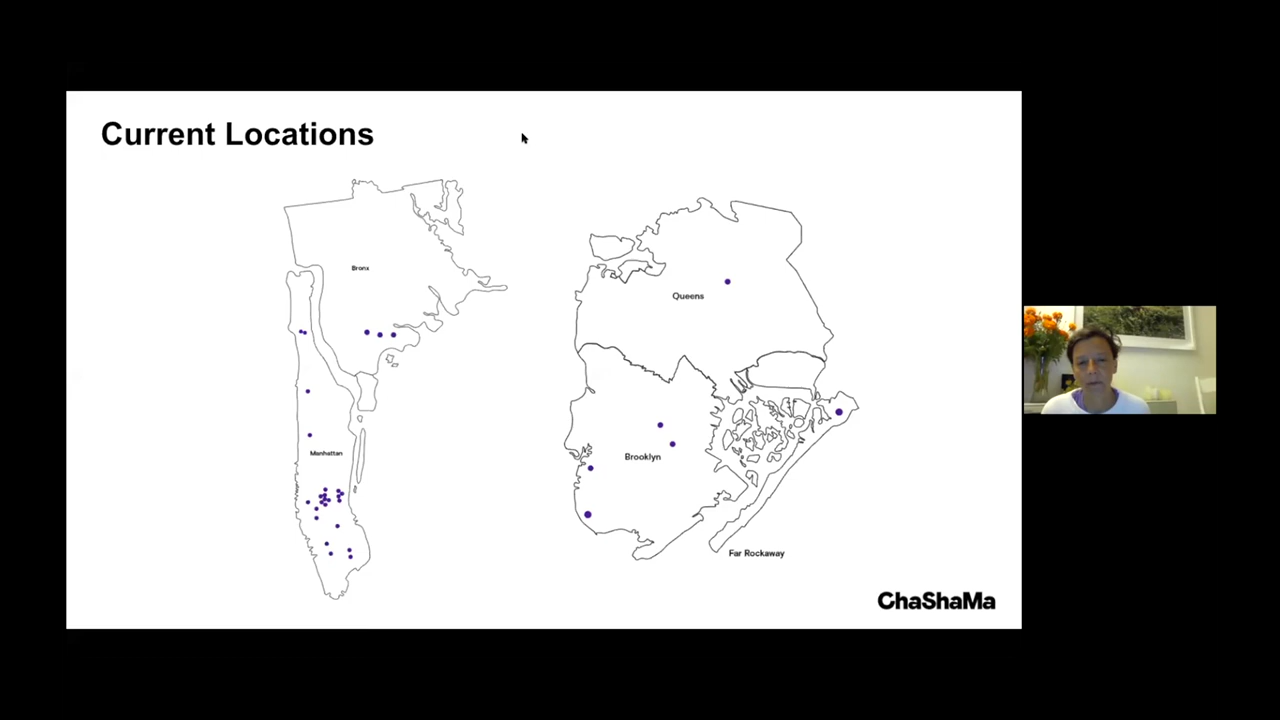 Current Locations
Bronx
Manhattan
Queens
Brooklyn
Far Rockaway
ChaShaMa